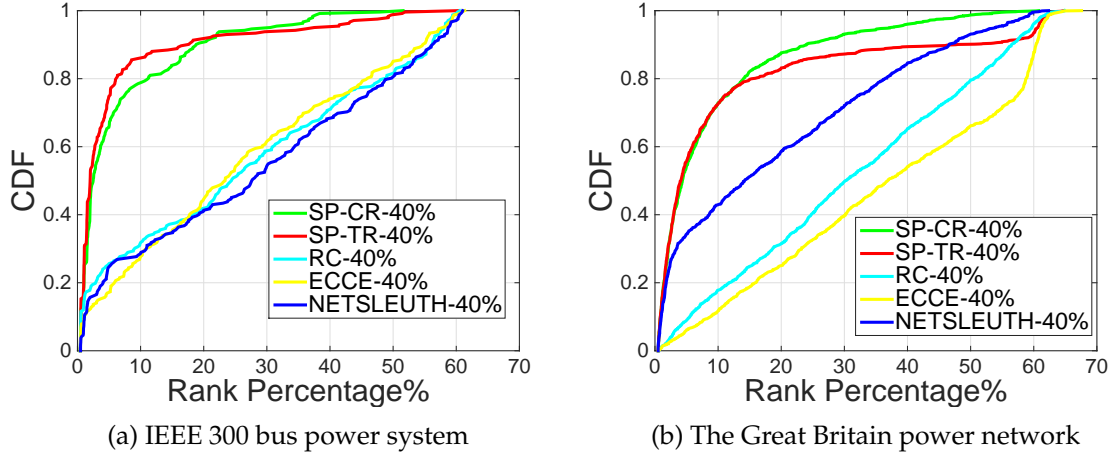 1
0.8
0.6
0.4
0.2
0
CDF
0 10 20 30 40 50 60 70
Rank Percentage%
SP-CR-40%
SP-TR-40%
RC-40%
ECCE-40%
NETSLEUTH-40%
(a) IEEE 300 bus power system
1
0.8
0.6
0.4
0.2
0
CDF
0 10 20 30 40 50 60 70
Rank Percentage%
SP-CR-40%
SP-TR-40%
RC-40%
ECCE-40%
NETSLEUTH-40%
(b) The Great Britain power network